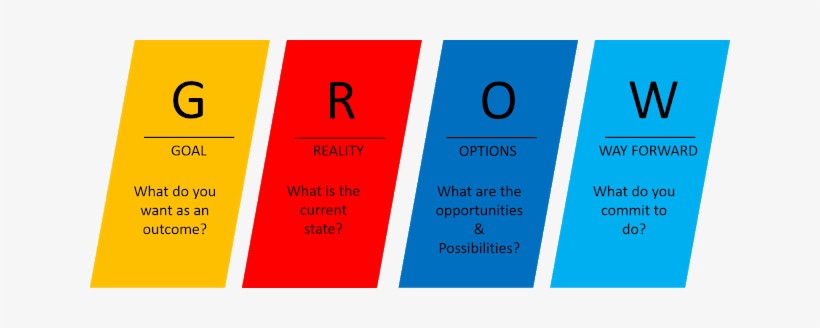 G
GOAL
What do you
want as an
outcome?
R
REALITY
What is the
current
state?
O
OPTIONS
What are the
opportunities
&
Possibilities?
W
WAY FORWARD
What do you
commit to
do?